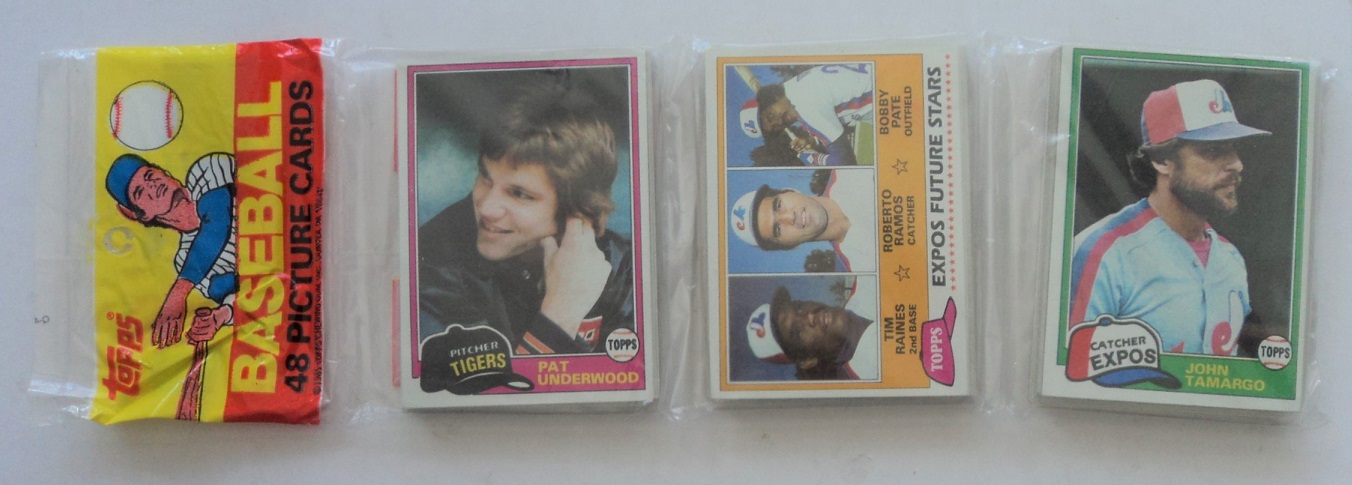 topps®
BASEBALL
48 PICTURE CARDS
PITCHER
TIGERS
PAT
UNDERWOOD
TOPPS
TIM
RAINES
2nd BASE
☆
ROBERTO
RAMOS
CATCHER
☆
BOBBY
PATE
OUTFIELD
EXPOS FUTURE STARS
TOPPS
CATCHER
EXPOS
JOHN
TAMARGO
TOPPS